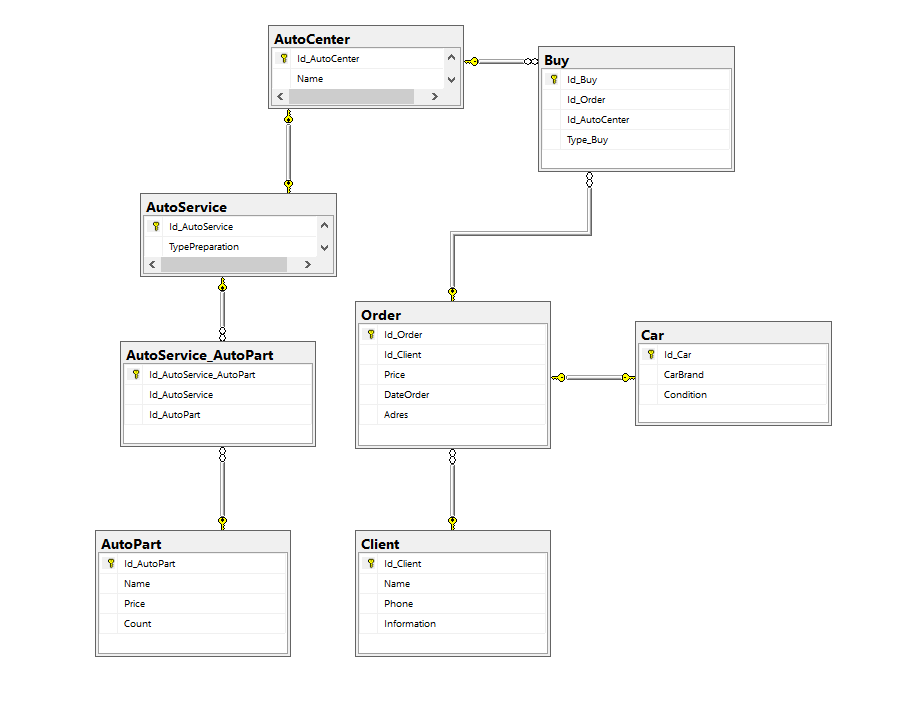 AutoCenter
Id_AutoCenter
Name
Buy
Id_Buy
Id_Order
Id_AutoCenter
Type_Buy
AutoService
Id_AutoService
TypePreparation
AutoService_AutoPart
Id_AutoService_AutoPart
Id_AutoService
Id_AutoPart
Order
Id_Order
Id_Client
Price
DateOrder
Adres
Car
Id_Car
CarBrand
Condition
AutoPart
Id_AutoPart
Name
Price
Count
Client
Id_Client
Name
Phone
Information